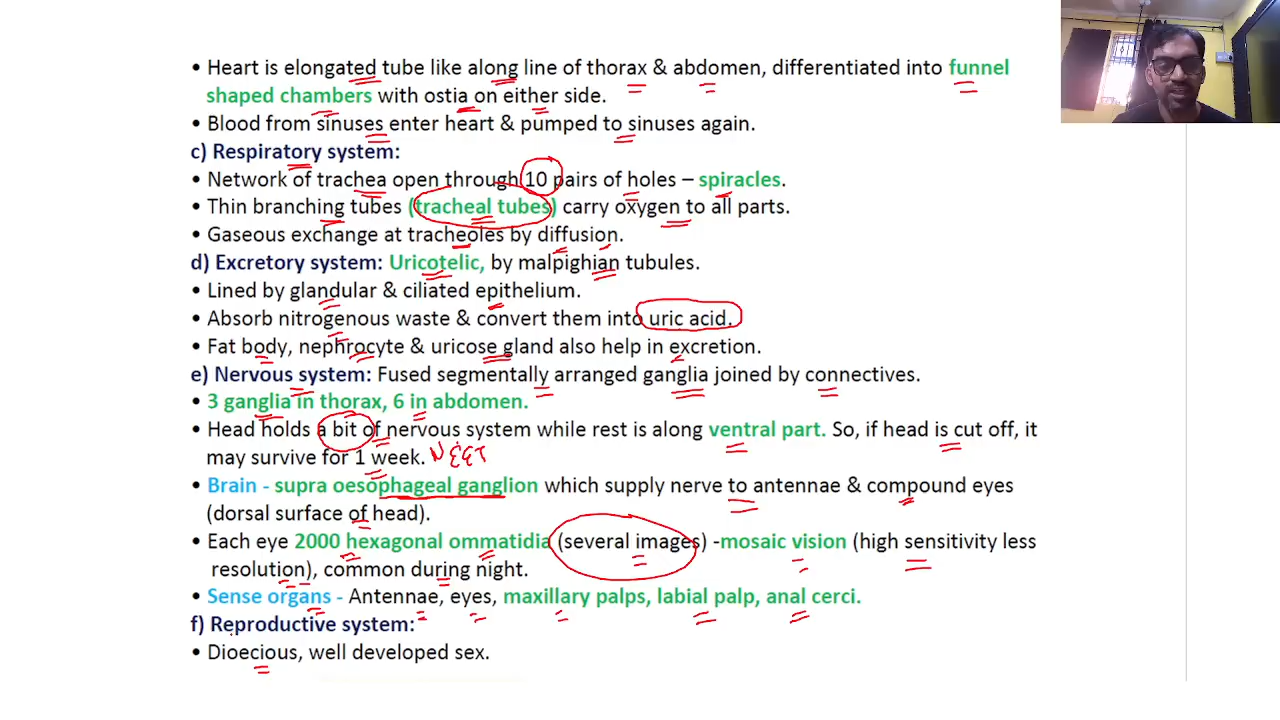 • Heart is elongated tube like along line of thorax & abdomen, differentiated into funnel
shaped chambers with ostia on either side.
• Blood from sinuses enter heart & pumped to sinuses again.
c) Respiratory system:
• Network of trachea open through 10 pairs of holes – spiracles.
• Thin branching tubes (tracheal tubes) carry oxygen to all parts.
• Gaseous exchange at tracheoles by diffusion.
d) Excretory system: Uricotelic, by malpighian tubules.
• Lined by glandular & ciliated epithelium.
• Absorb nitrogenous waste & convert them into uric acid.
• Fat body, nephrocyte & uricose gland also help in excretion.
e) Nervous system: Fused segmentally arranged ganglia joined by connectives.
• 3 ganglia in thorax, 6 in abdomen.
• Head holds a bit of nervous system while rest is along ventral part. So, if head is cut off, it
may survive for 1 week. NEET
• Brain - supra oesophageal ganglion which supply nerve to antennae & compound eyes
(dorsal surface of head).
• Each eye 2000 hexagonal ommatidia (several images) -mosaic vision (high sensitivity less
resolution), common during night.
• Sense organs - Antennae, eyes, maxillary palps, labial palp, anal cerci.
f) Reproductive system:
• Dioecious, well developed sex.